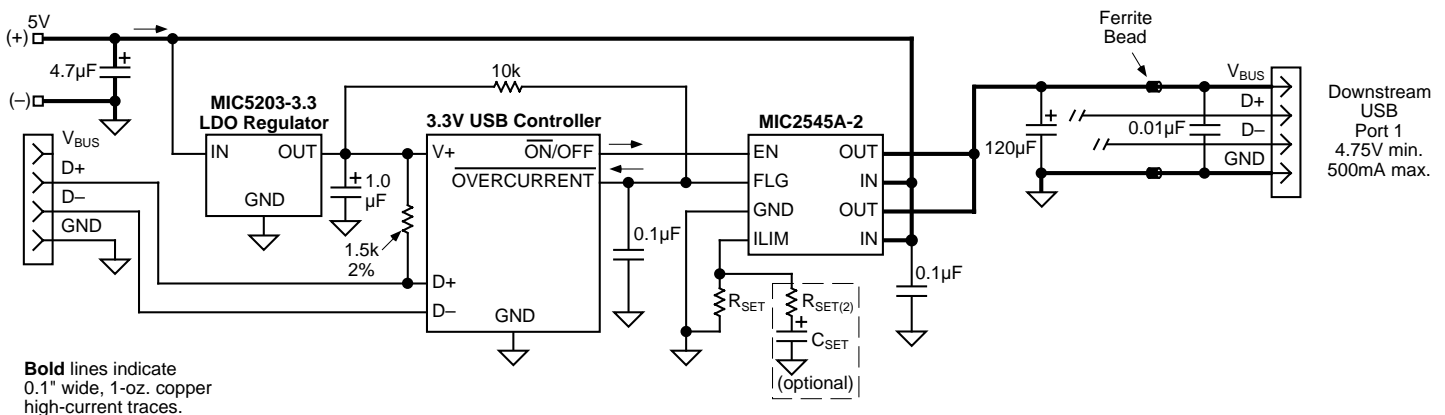 5V
(+)
4.7µF
+
(–)
VBUS
D+
D–
GND
MIC5203-3.3
LDO Regulator
IN
OUT
GND
10k
+
1.0
µF
1.5k
2%
3.3V USB Controller
V+
ON/OFF
OVERCURRENT
D+
D–
GND
0.1µF
MIC2545A-2
EN
OUT
FLG
IN
GND
OUT
ILIM
IN
RSET
RSET(2)
+
CSET
(optional)
0.1µF
120µF
+
Ferrite
Bead
0.01µF
VBUS
D+
D–
GND
Downstream
USB
Port 1
4.75V min.
500mA max.
Bold lines indicate
0.1" wide, 1-oz. copper
high-current traces.